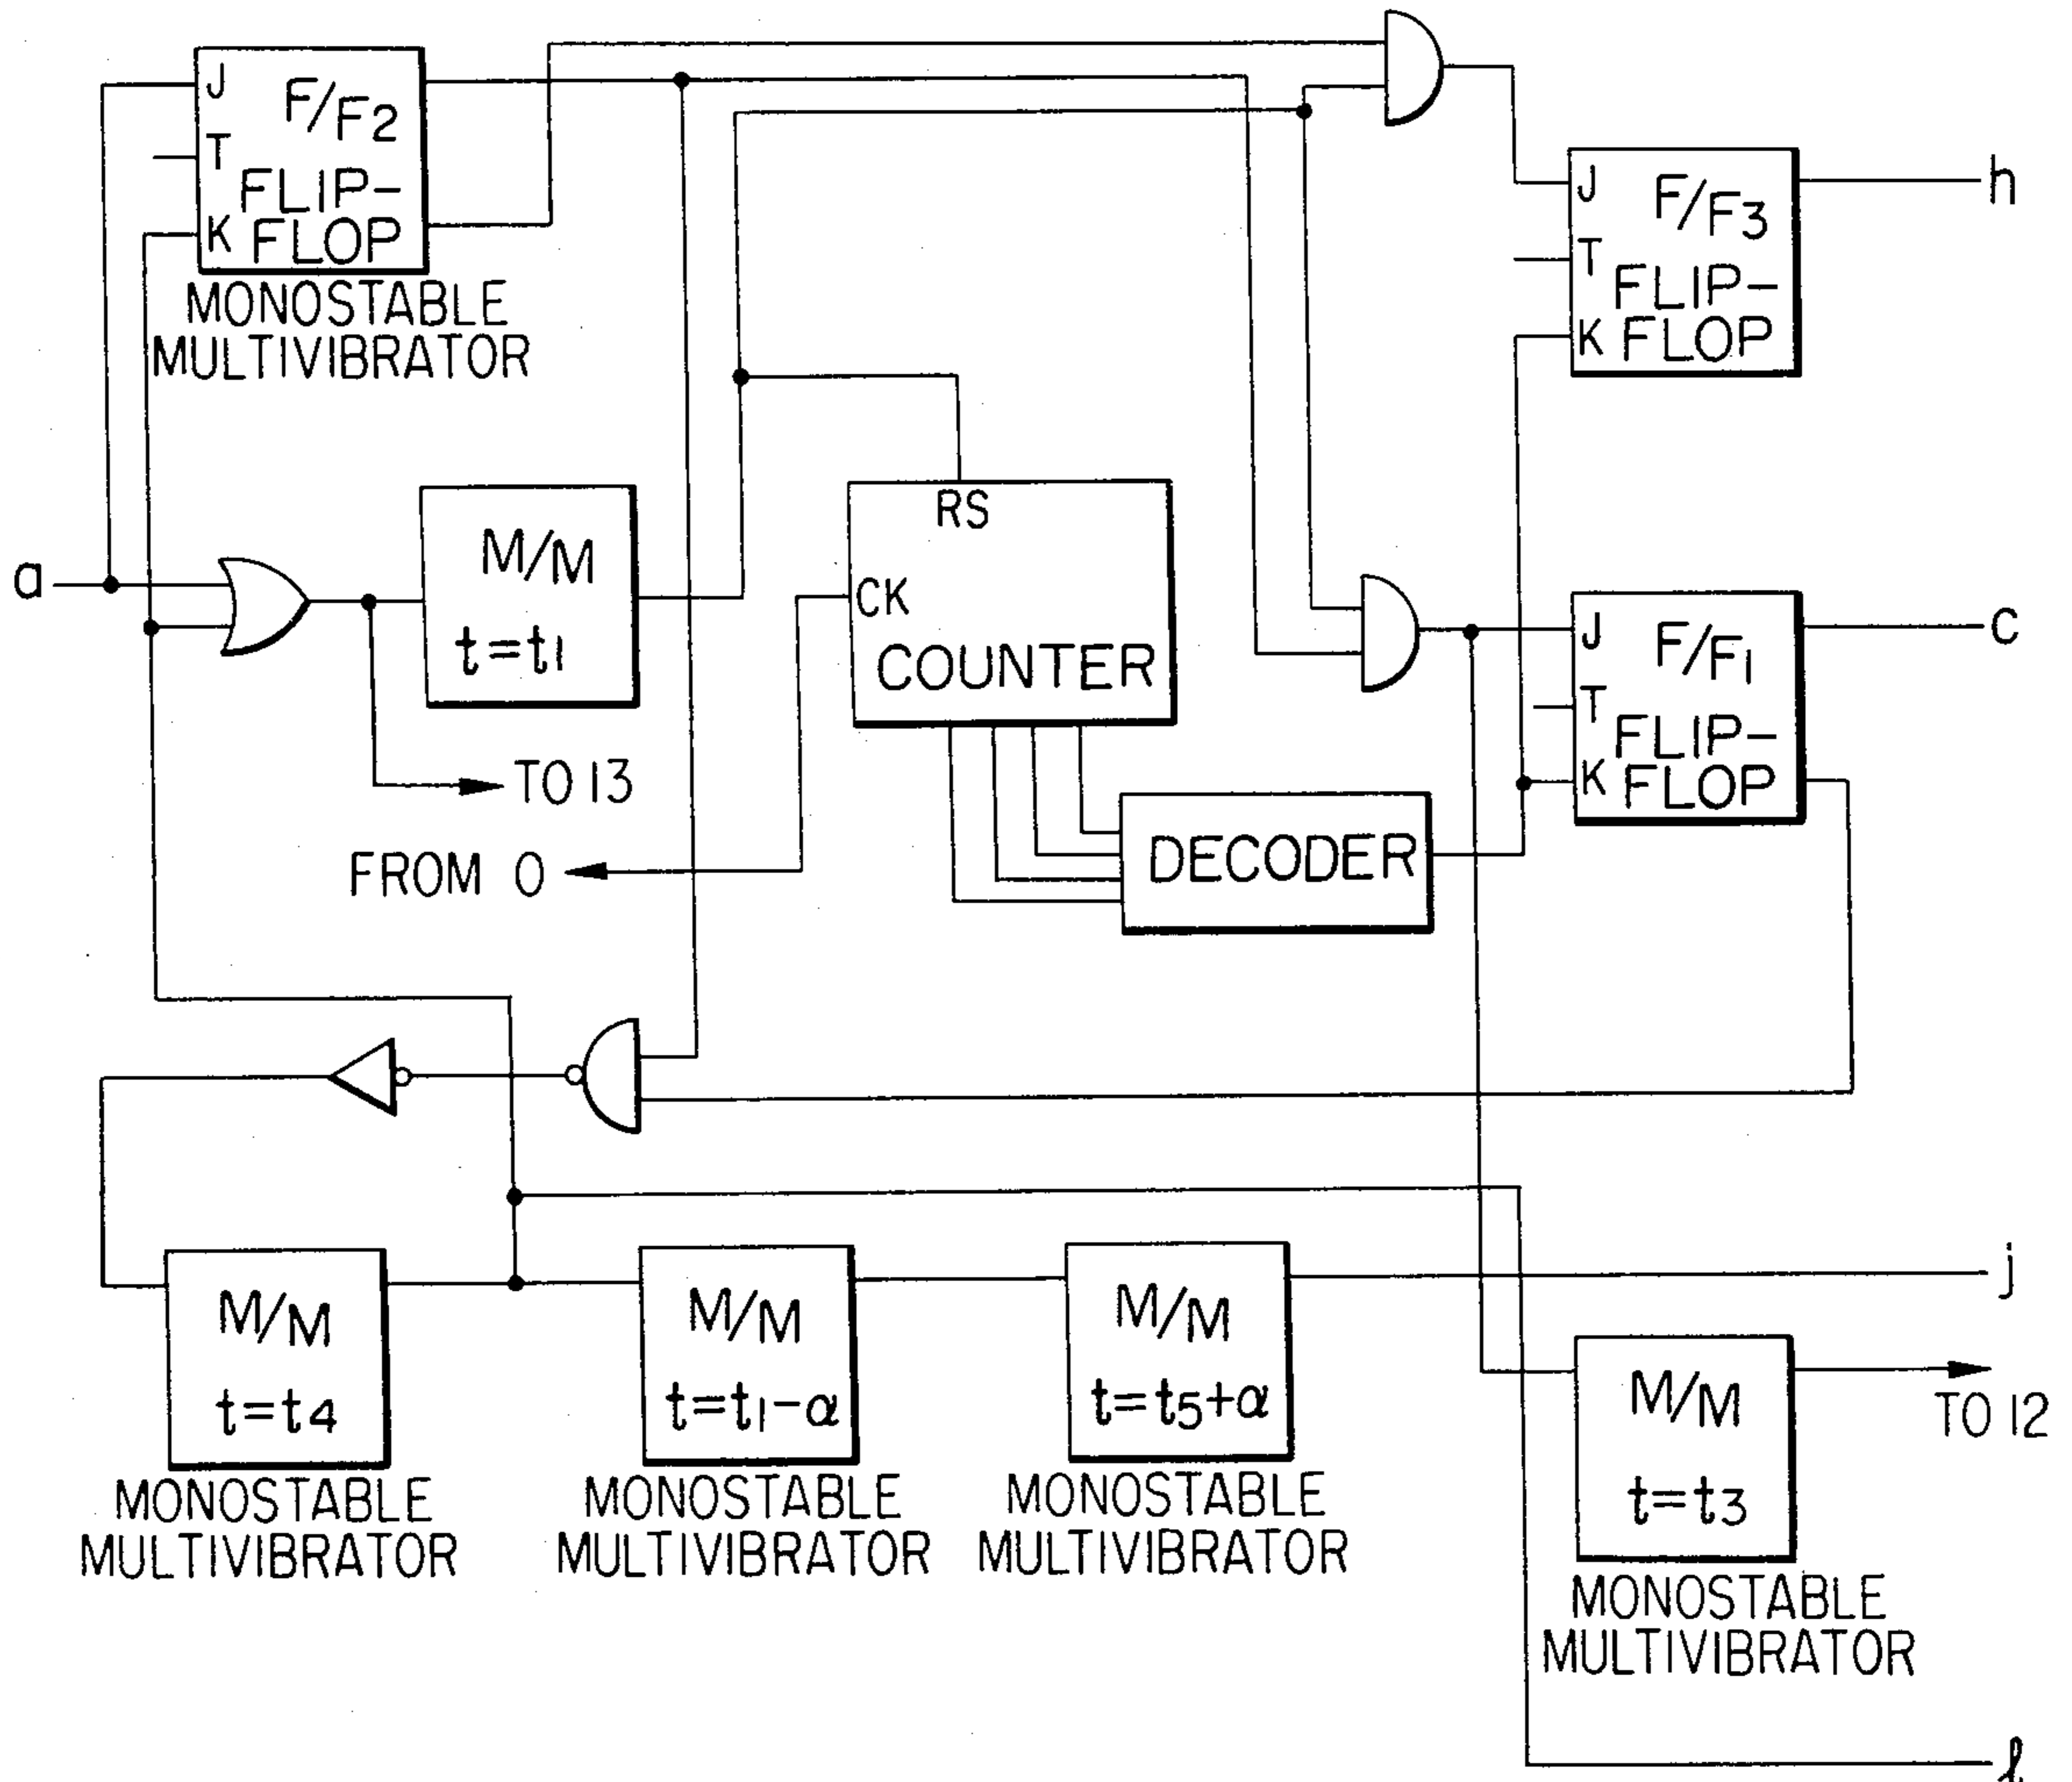 J
F/F2
T
FLIP-
K
FLOP
MONOSTABLE
MULTIVIBRATOR
J
F/F3
T
FLIP-
K
FLOP
h
a
M/M
t=t1
RS
CK
COUNTER
J
F/F1
T
FLIP-
K
FLOP
c
TO 13
FROM O
DECODER
M/M
t=t4
MONOSTABLE
MULTIVIBRATOR
M/M
t=t1-α
MONOSTABLE
MULTIVIBRATOR
M/M
t=t5+α
MONOSTABLE
MULTIVIBRATOR
j
M/M
t=t3
TO 12
MONOSTABLE
MULTIVIBRATOR